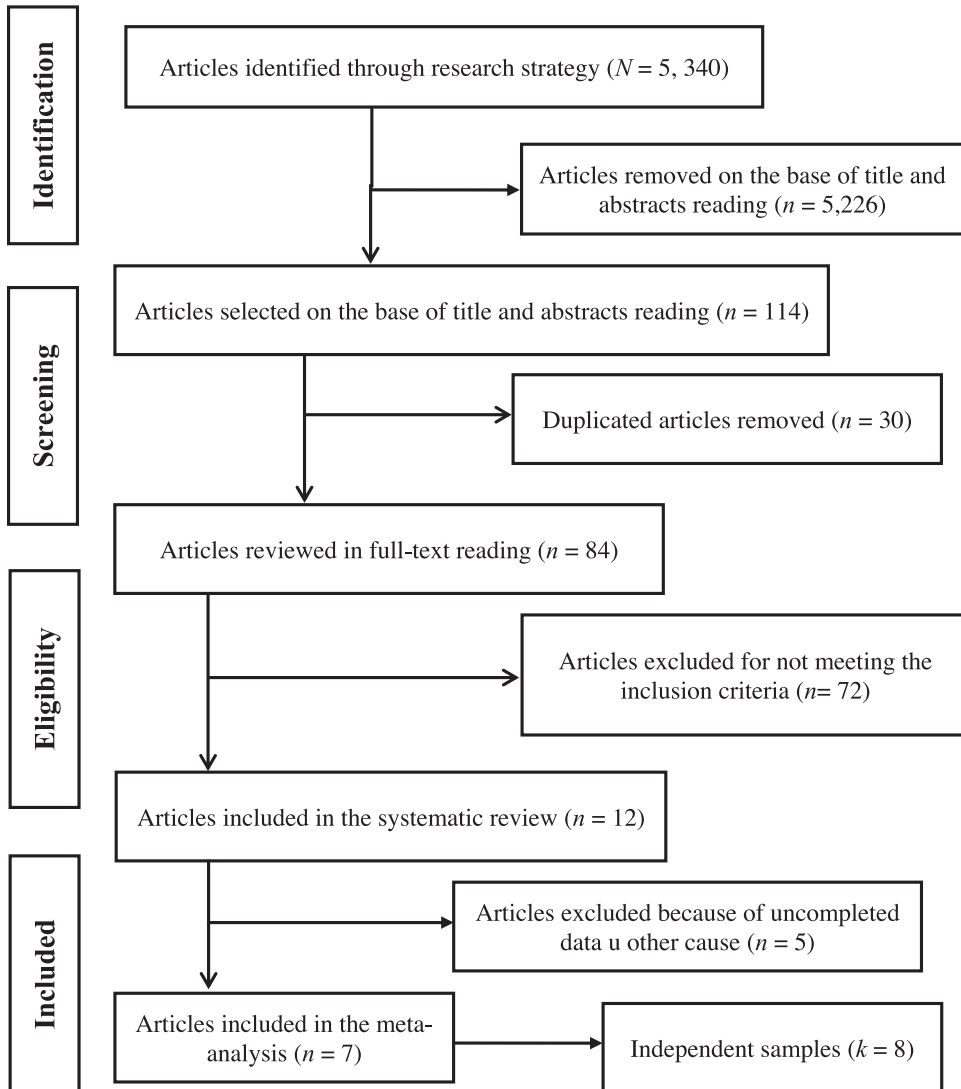 Identification
Articles identified through research strategy (N = 5, 340)
Articles removed on the base of title and
abstracts reading (n = 5,226)
Screening
Articles selected on the base of title and abstracts reading (n = 114)
Duplicated articles removed (n = 30)
Articles reviewed in full-text reading (n = 84)
Eligibility
Articles excluded for not meeting the
inclusion criteria (n= 72)
Articles included in the systematic review (n = 12)
Included
Articles excluded because of uncompleted
data u other cause (n = 5)
Articles included in the meta-
analysis (n = 7)
Independent samples (k = 8)